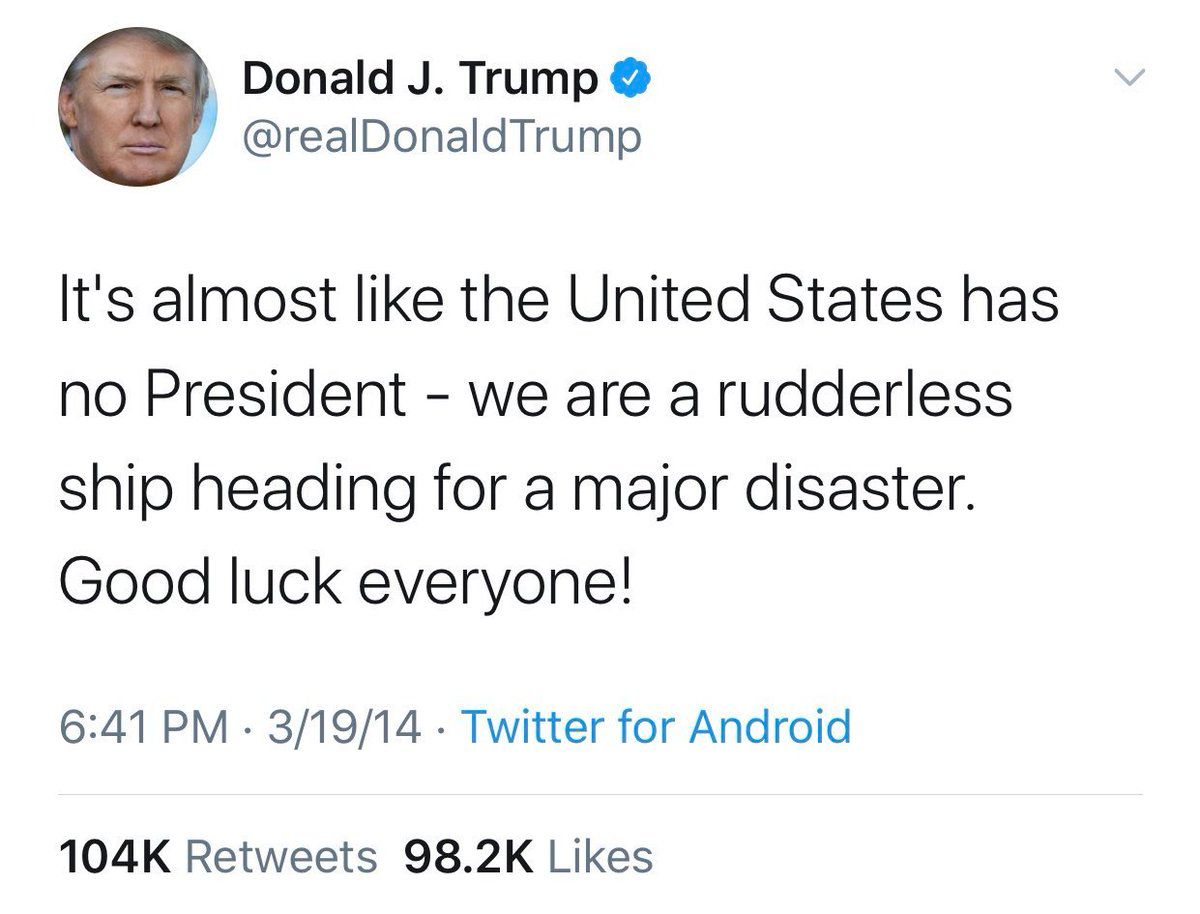 Donald J. Trump
@realDonaldTrump
It's almost like the United States has
no President - we are a rudderless
ship heading for a major disaster.
Good luck everyone!
6:41 PM · 3/19/14 · Twitter for Android
104K Retweets 98.2K Likes